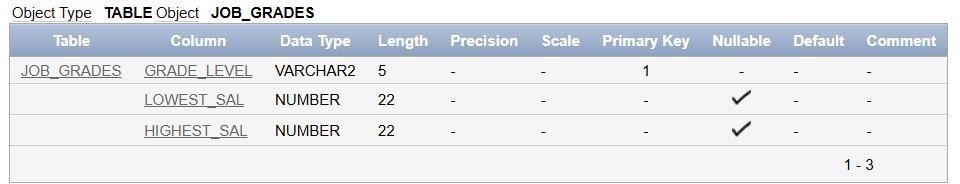 Object Type TABLE Object JOB_GRADES
Table Column Data Type Length Precision Scale Primary Key Nullable Default Comment
JOB_GRADES GRADE_LEVEL VARCHAR2 5 - - 1 - - -
LOWEST_SAL NUMBER 22 - - - ✓ - -
HIGHEST_SAL NUMBER 22 - - - ✓ - -
1 - 3